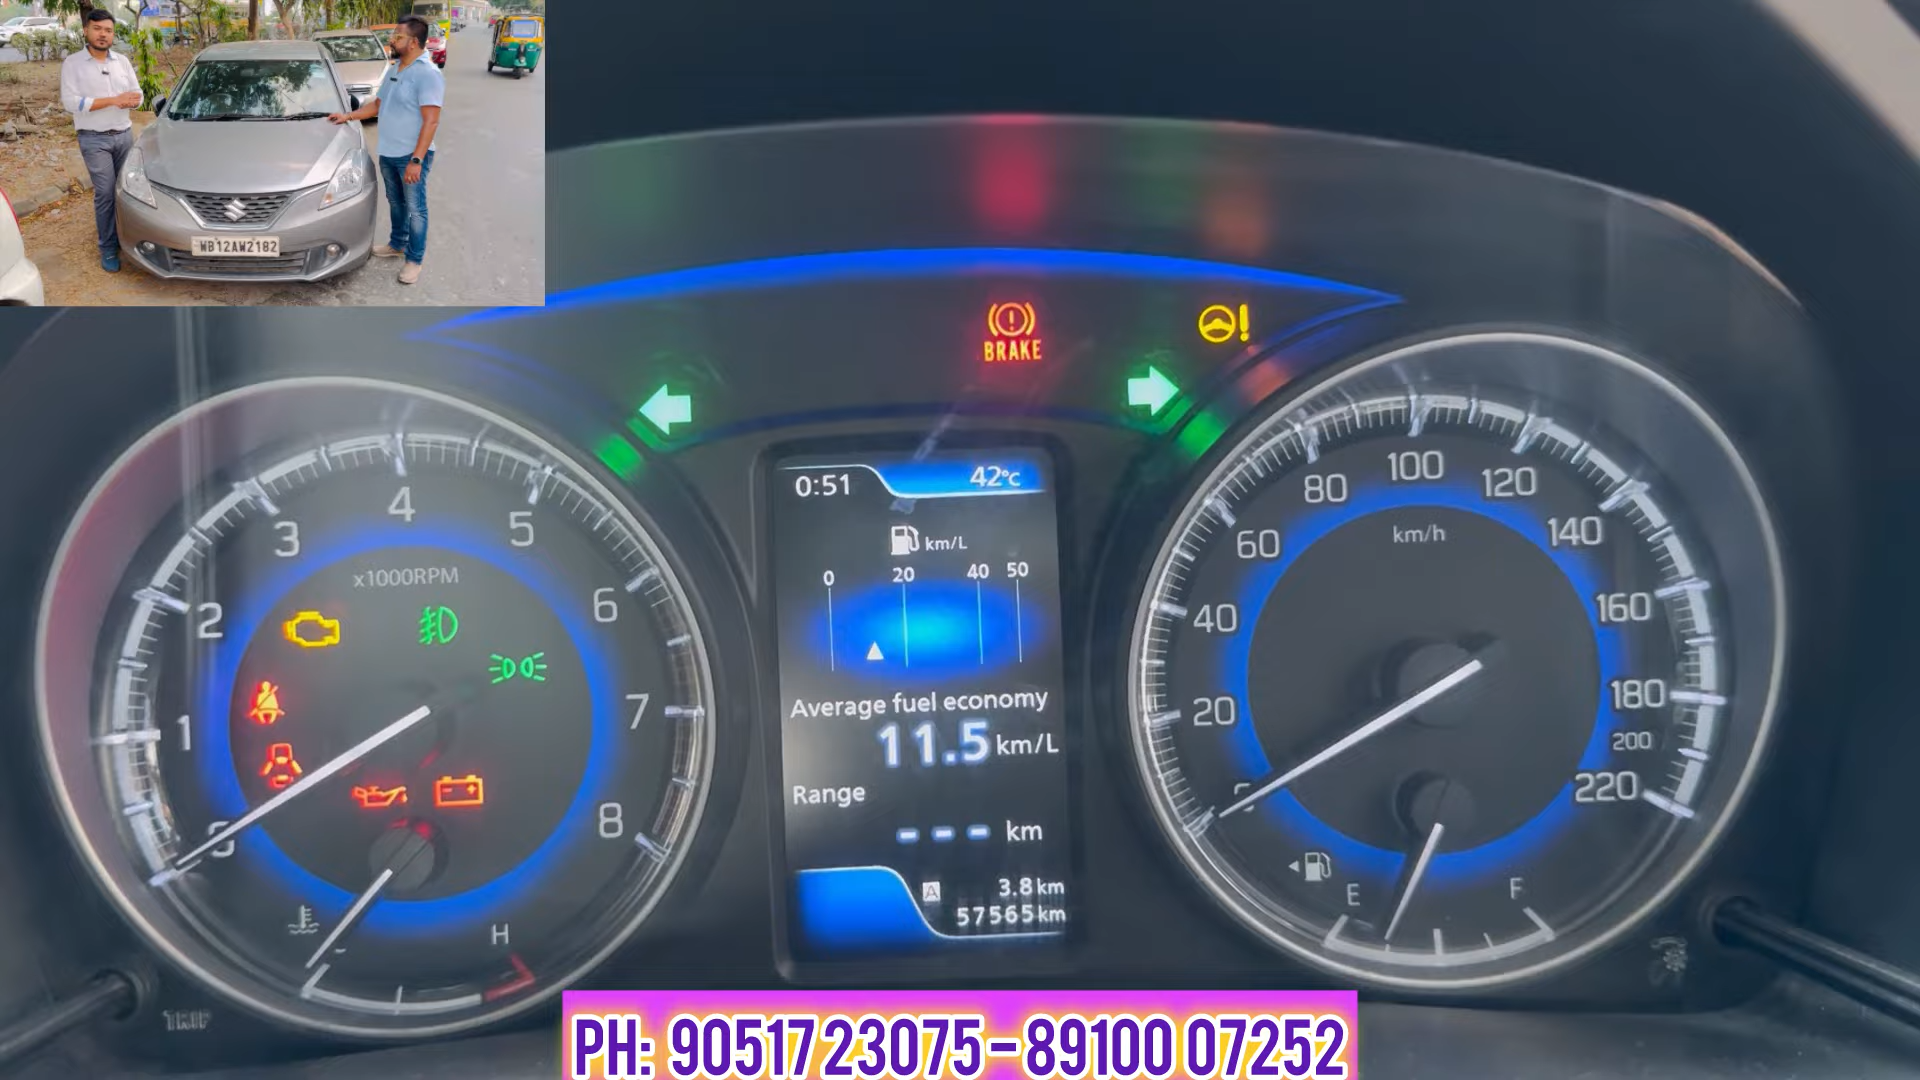 WB12AW2182
BRAKE
0:51 42°C
km/L
0 20 40 50
Average fuel economy
11.5 km/L
Range
--- km
A 3.8 km
57565 km
x1000RPM
1 2 3 4 5 6 7 8
H
TRIP
km/h
20 40 60 80 100 120 140 160 180 200 220
E F
PH: 9051723075-89100 07252